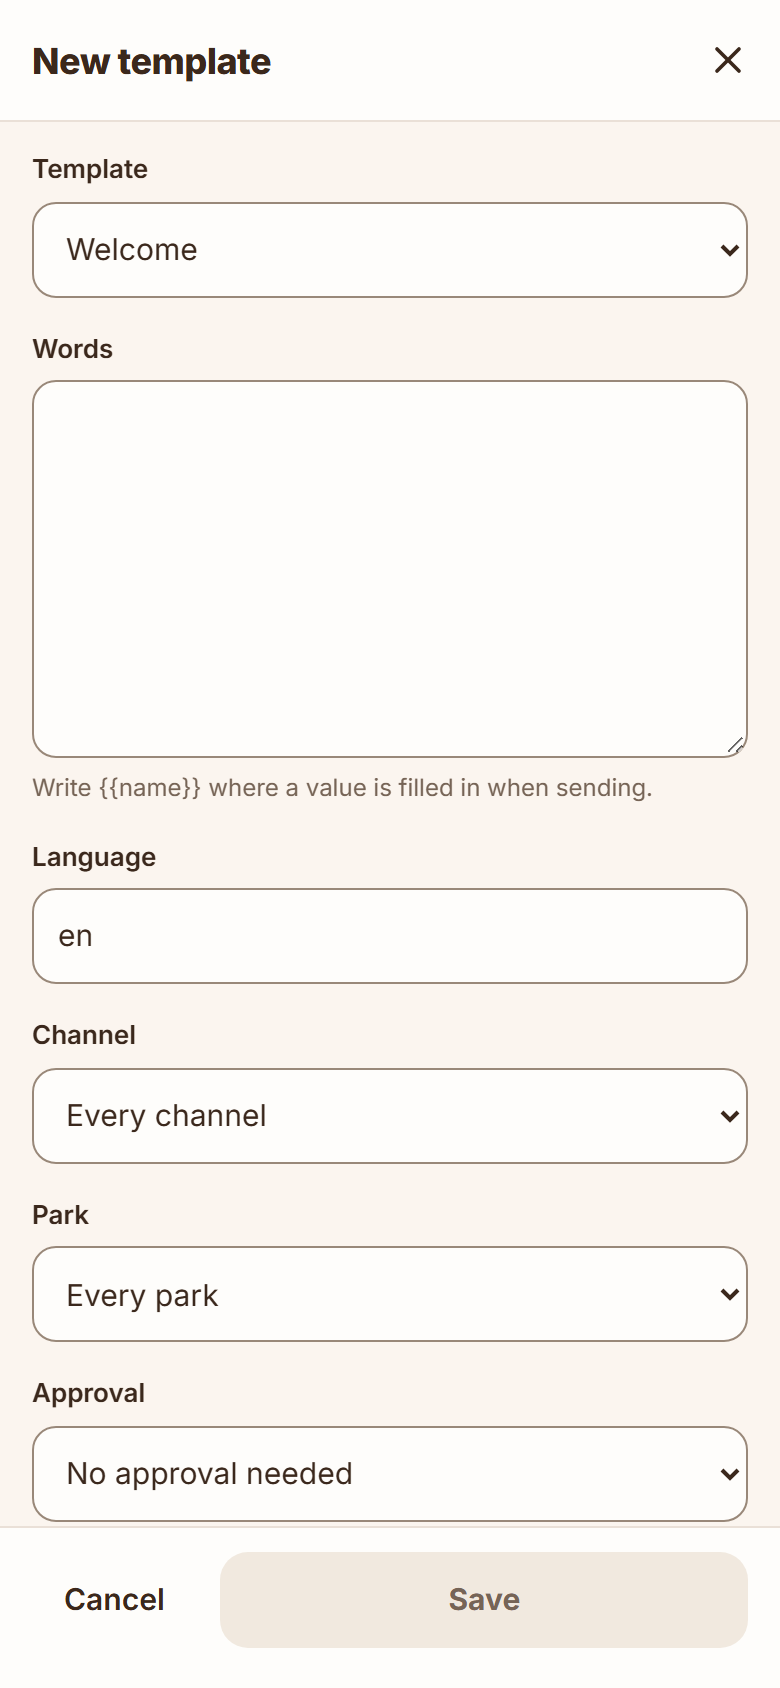 New template
Template
Welcome
Words
Write {{name}} where a value is filled in when sending.
Language
en
Channel
Every channel
Park
Every park
Approval
No approval needed
Cancel
Save